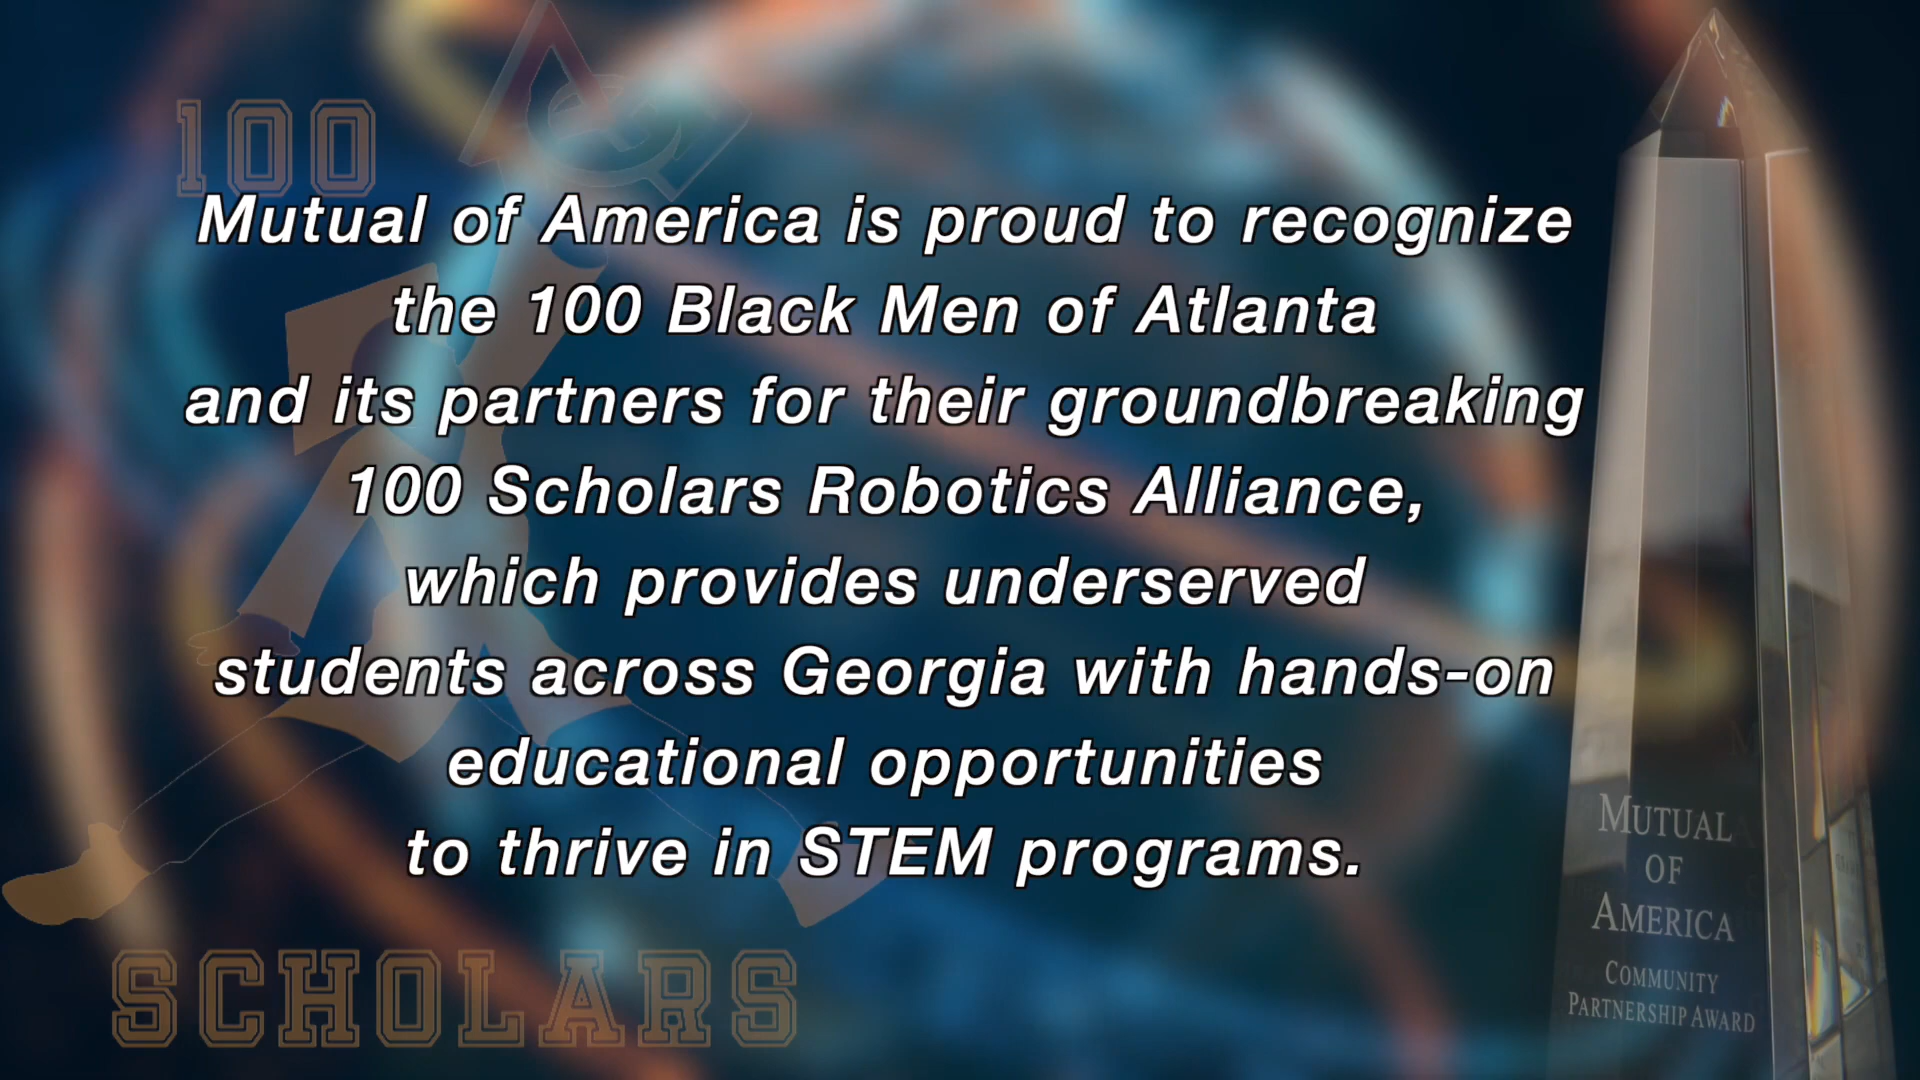 100
Mutual of America is proud to recognize
the 100 Black Men of Atlanta
and its partners for their groundbreaking
100 Scholars Robotics Alliance,
which provides underserved
students across Georgia with hands-on
educational opportunities
to thrive in STEM programs.
SCHOLARS
MUTUAL
OF
AMERICA
COMMUNITY
PARTNERSHIP AWARD